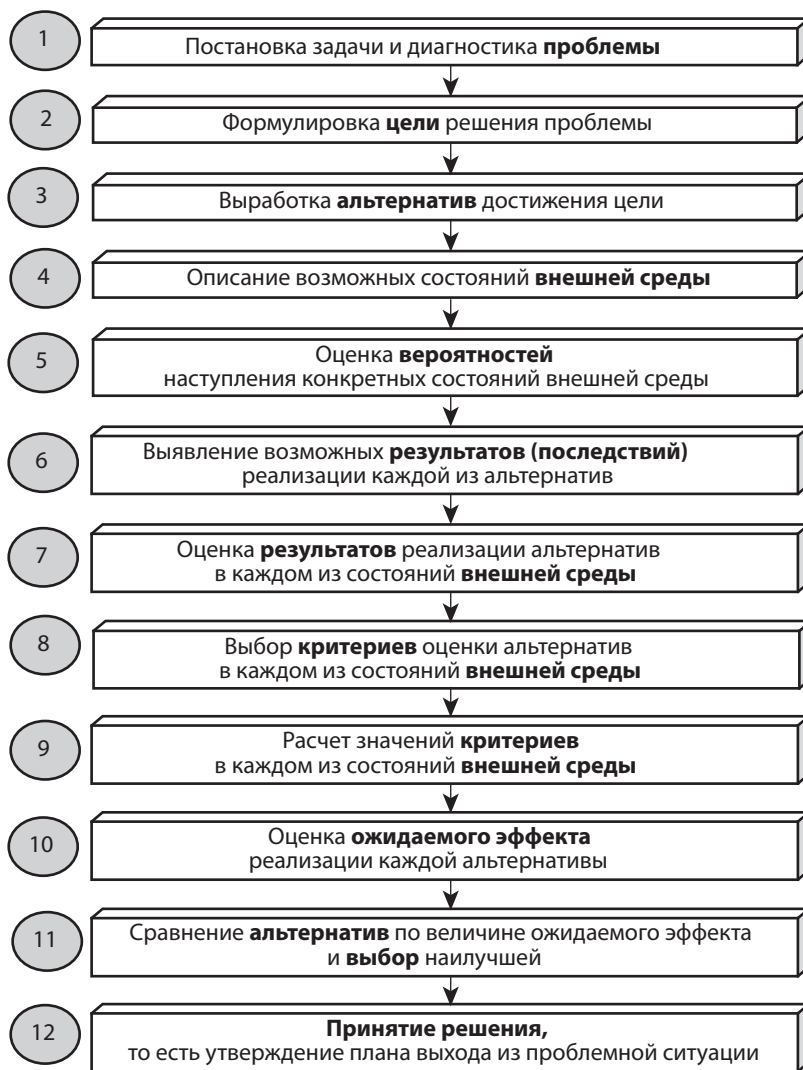 1
Постановка задачи и диагностика проблемы
2
Формулировка цели решения проблемы
3
Выработка альтернатив достижения цели
4
Описание возможных состояний внешней среды
5
Оценка вероятностей
наступления конкретных состояний внешней среды
6
Выявление возможных результатов (последствий)
реализации каждой из альтернатив
7
Оценка результатов реализации альтернатив
в каждом из состояний внешней среды
8
Выбор критериев оценки альтернатив
в каждом из состояний внешней среды
9
Расчет значений критериев
в каждом из состояний внешней среды
10
Оценка ожидаемого эффекта
реализации каждой альтернативы
11
Сравнение альтернатив по величине ожидаемого эффекта
и выбор наилучшей
12
Принятие решения,
то есть утверждение плана выхода из проблемной ситуации